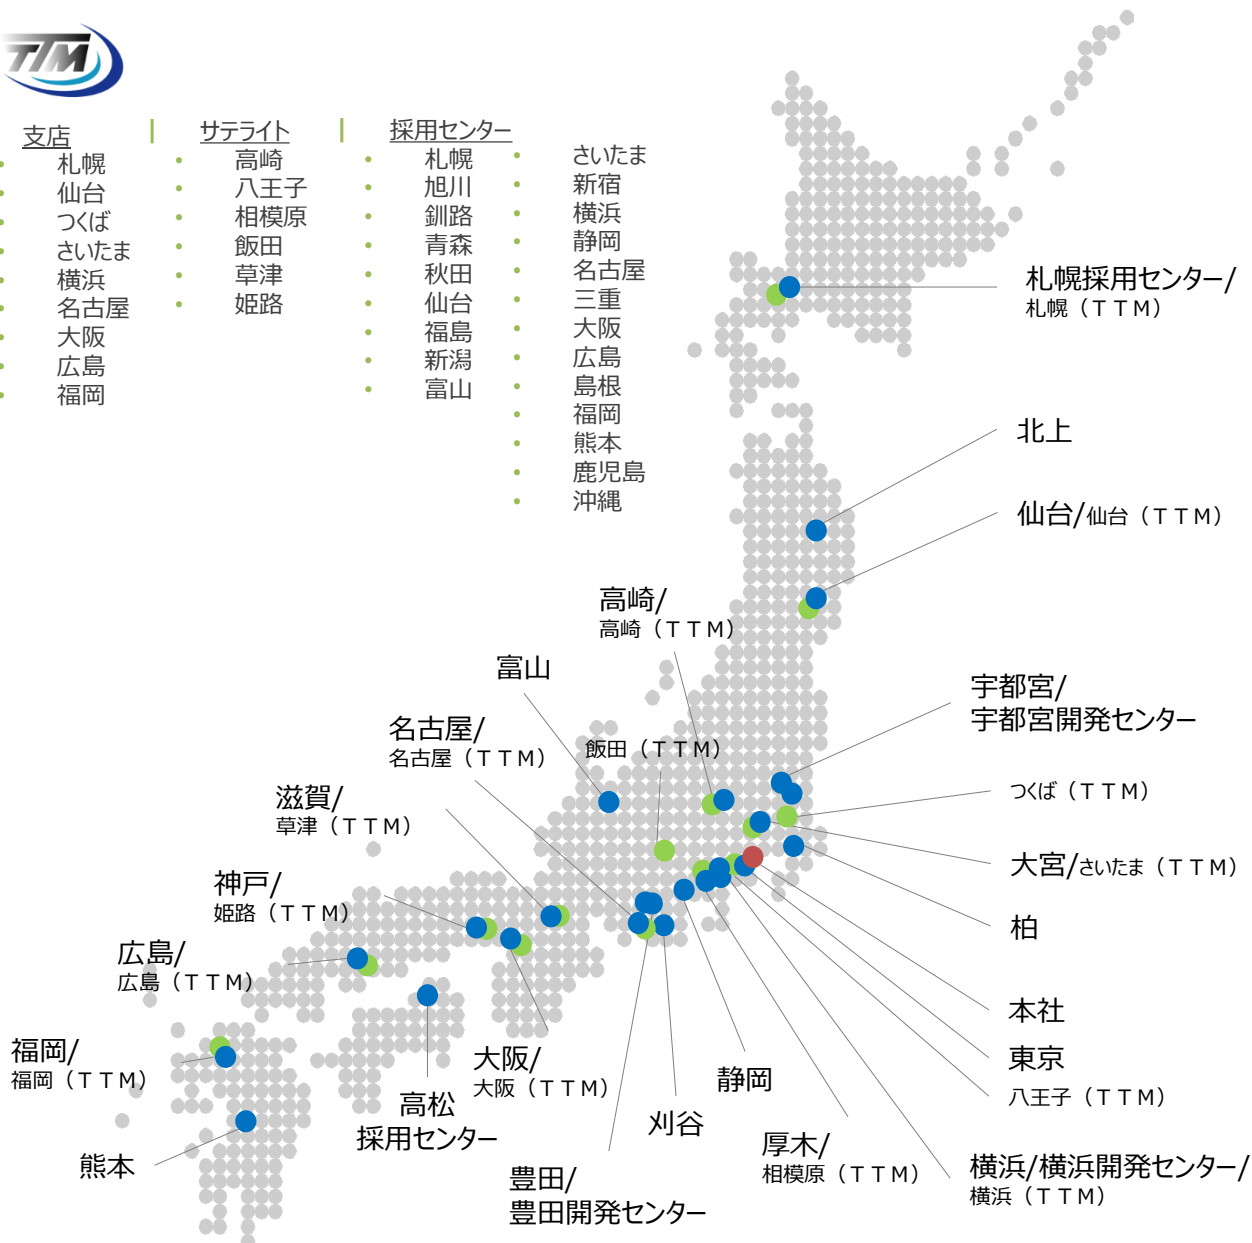 TTM
支店
札幌
仙台
つくば
さいたま
横浜
名古屋
大阪
広島
福岡
サテライト
高崎
八王子
相模原
飯田
草津
姫路
採用センター
札幌
旭川
釧路
青森
秋田
仙台
福島
新潟
富山
さいたま
新宿
横浜
静岡
名古屋
三重
大阪
広島
島根
福岡
熊本
鹿児島
沖縄
札幌採用センター/
札幌（ＴＴＭ）
北上
仙台/仙台（ＴＴＭ）
高崎/
高崎（ＴＴＭ）
富山
宇都宮/
宇都宮開発センター
名古屋/
名古屋（ＴＴＭ）
飯田（ＴＴＭ）
滋賀/
草津（ＴＴＭ）
つくば（ＴＴＭ）
大宮/さいたま（ＴＴＭ）
神戸/
姫路（ＴＴＭ）
柏
広島/
広島（ＴＴＭ）
本社
福岡/
福岡（ＴＴＭ）
大阪/
大阪（ＴＴＭ）
静岡
東京
八王子（ＴＴＭ）
高松
採用センター
刈谷
熊本
豊田/
豊田開発センター
厚木/
相模原（ＴＴＭ）
横浜/横浜開発センター/
横浜（ＴＴＭ）